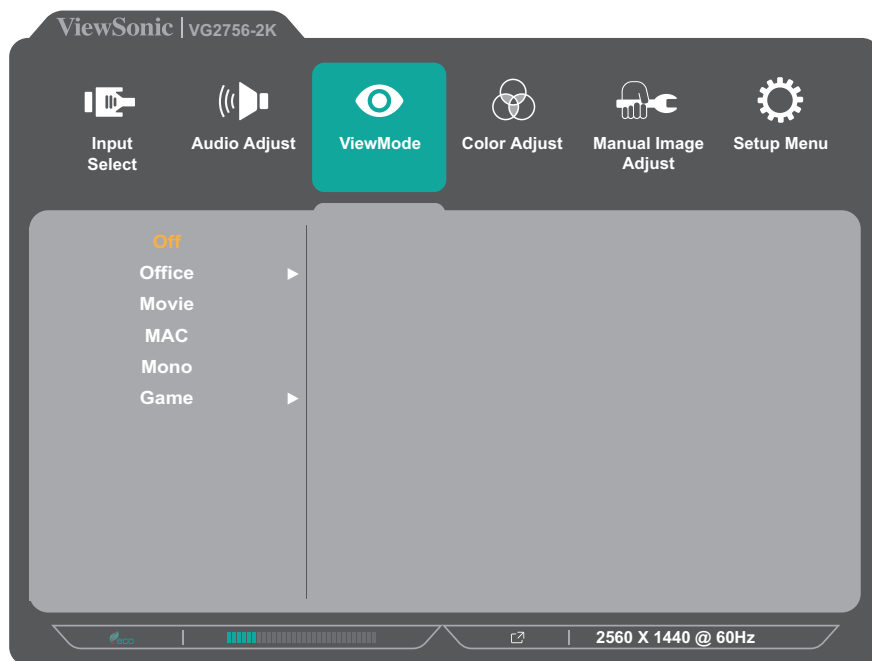 ViewSonic | VG2756-2K
Input Select
Audio Adjust
ViewMode
Color Adjust
Manual Image Adjust
Setup Menu
Off
Office
Movie
MAC
Mono
Game
eco
2560 X 1440 @ 60Hz